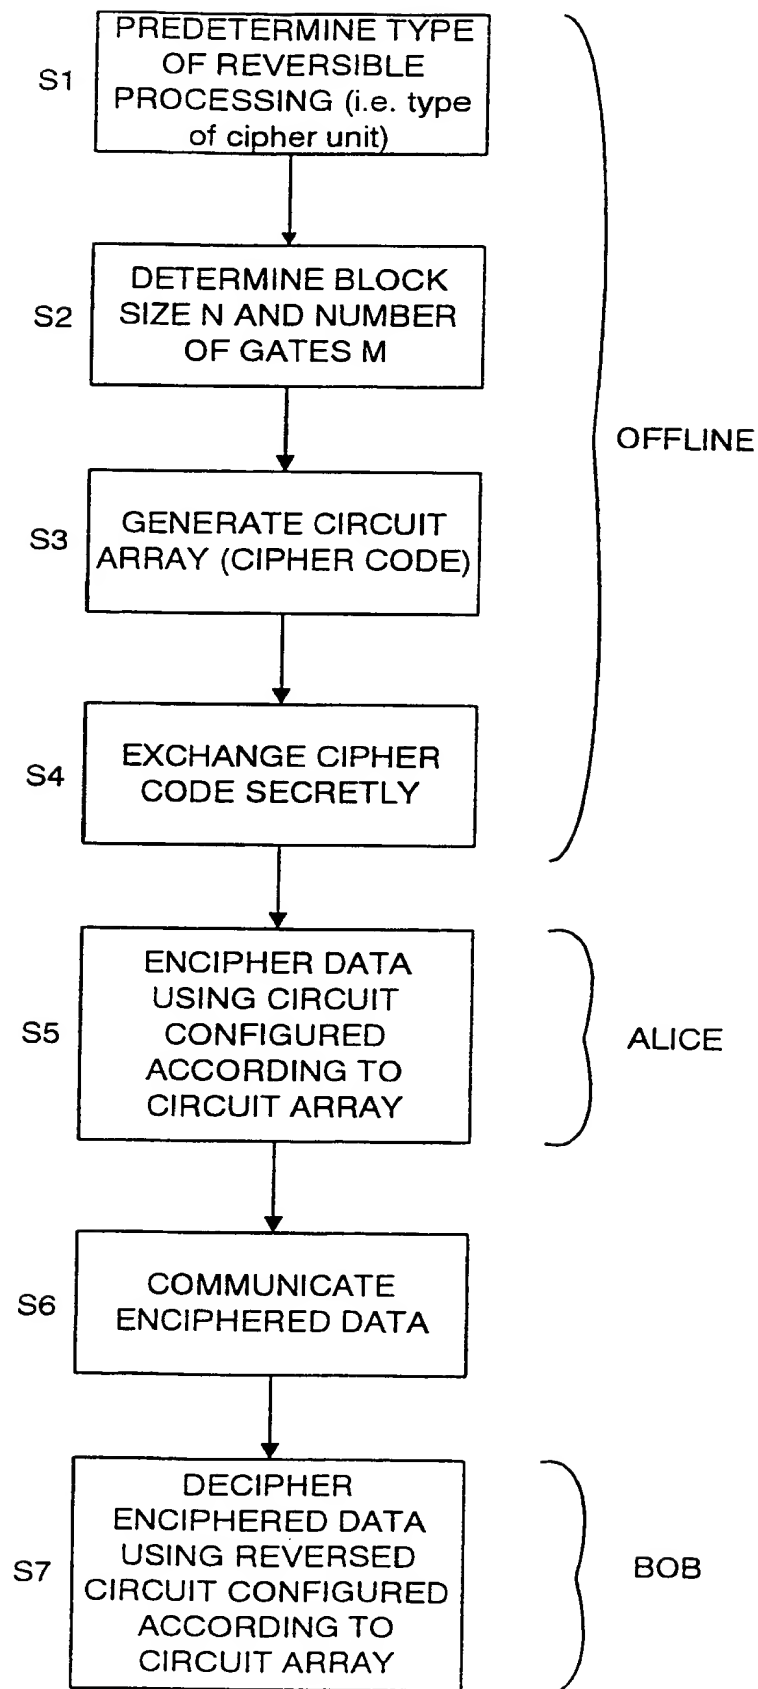 S1
PREDETERMINE TYPE
OF REVERSIBLE
PROCESSING (i.e. type
of cipher unit)
S2
DETERMINE BLOCK
SIZE N AND NUMBER
OF GATES M
OFFLINE
S3
GENERATE CIRCUIT
ARRAY (CIPHER CODE)
S4
EXCHANGE CIPHER
CODE SECRETLY
S5
ENCIPHER DATA
USING CIRCUIT
CONFIGURED
ACCORDING TO
CIRCUIT ARRAY
ALICE
S6
COMMUNICATE
ENCIPHERED DATA
S7
DECIPHER
ENCIPHERED DATA
USING REVERSED
CIRCUIT CONFIGURED
ACCORDING TO
CIRCUIT ARRAY
BOB